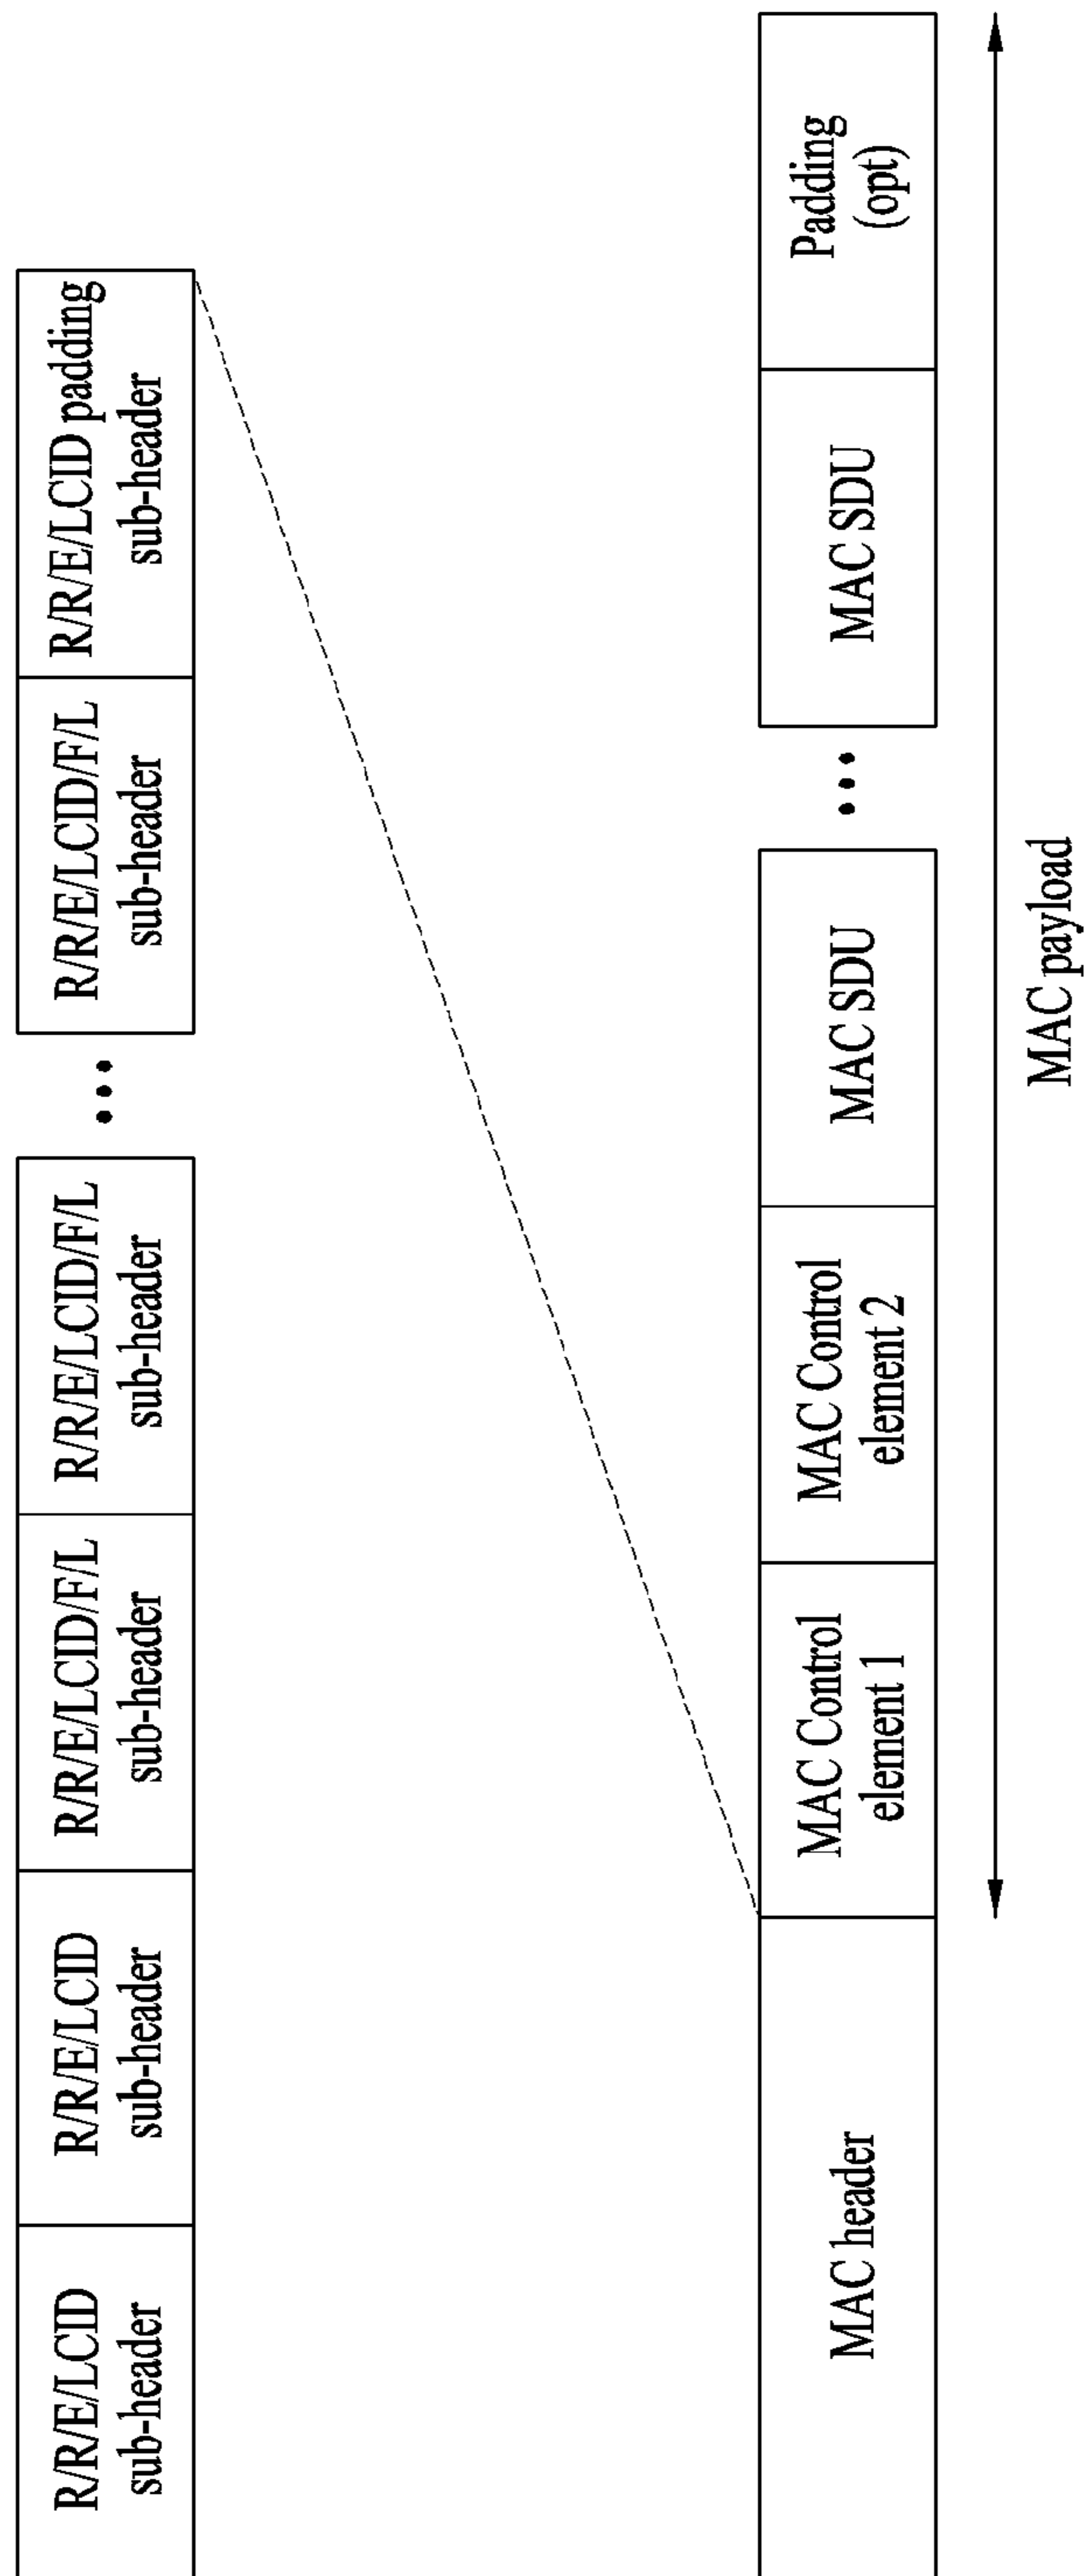 R/R/E/LCID
sub-header
R/R/E/LCID
sub-header
R/R/E/LCID/F/L
sub-header
R/R/E/LCID/F/L
sub-header
...
R/R/E/LCID/F/L
sub-header
R/R/E/LCID padding
sub-header
MAC header
MAC Control
element 1
MAC Control
element 2
MAC SDU
...
MAC SDU
Padding
(opt)
MAC payload